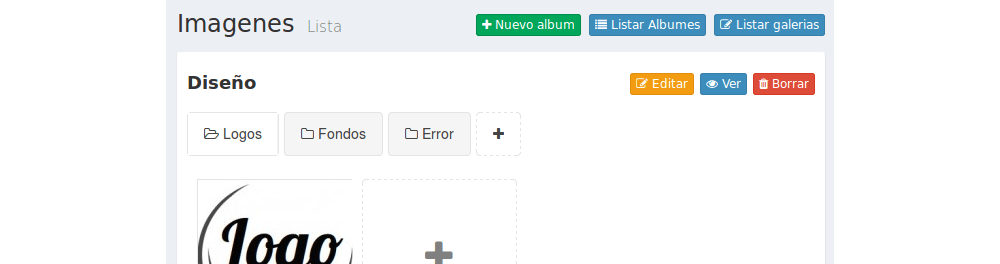 Imagenes Lista Nuevo album Listar Albumes Listar galerias
Diseño Editar Ver Borrar
Logos Fondos Error
Logo